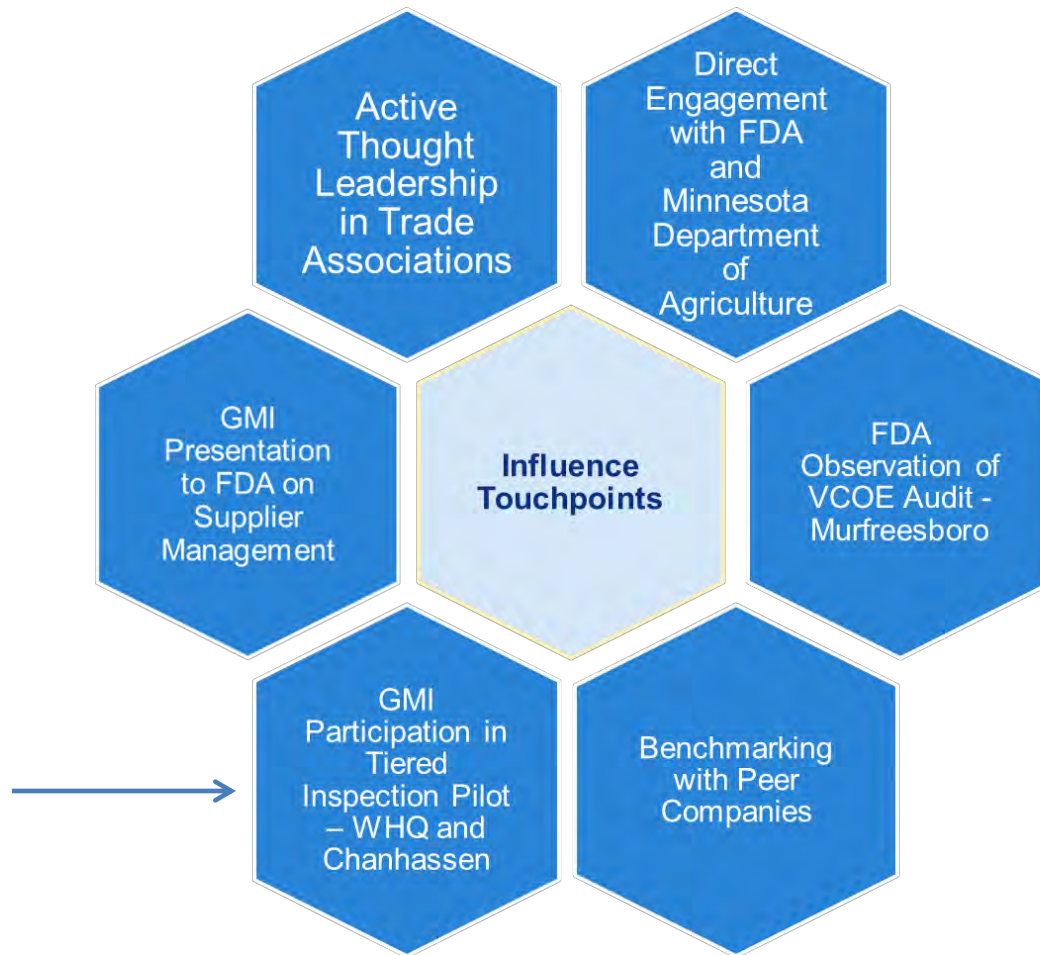 Active
Thought
Leadership
in Trade
Associations
Direct
Engagement
with FDA
and
Minnesota
Department
of
Agriculture
GMI
Presentation
to FDA on
Supplier
Management
Influence
Touchpoints
FDA
Observation of
VCOE Audit -
Murfreesboro
GMI
Participation in
Tiered
Inspection Pilot
– WHQ and
Chanhassen
Benchmarking
with Peer
Companies